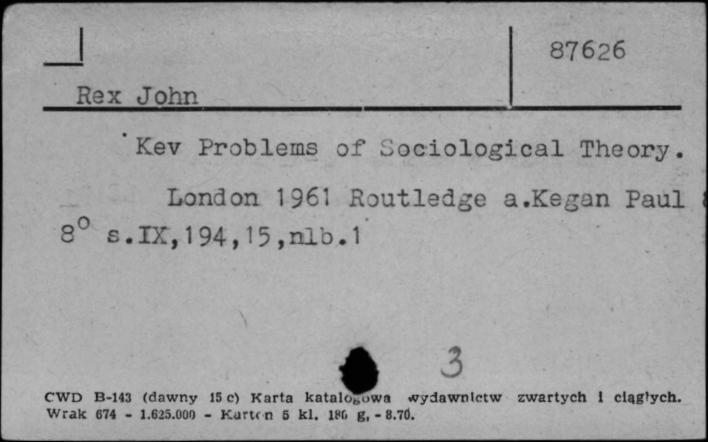 87626
Rex John
Kev Problems of Sociological Theory.
London 1961 Routledge a.Kegan Paul
8° s.IX,194,15,nlb.1
3
CWD B-143 (dawny 15 c) Karta katalogowa wydawnictw zwartych i ciągłych.
Wrak 674 - 1.625.000 - Karton 5 kl. 180 g, - 8.70.